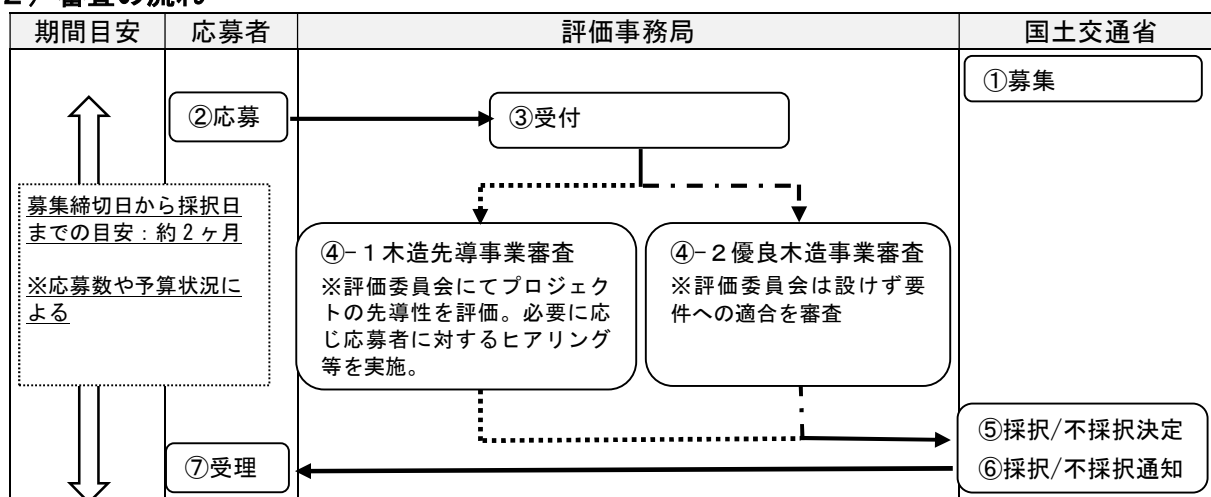 ２）審査の流れ
期間目安 応募者 評価事務局 国土交通省
①募集
②応募 ③受付
募集締切日から採択日
までの目安：約２ヶ月
※応募数や予算状況に
よる
④-１木造先導事業審査
※評価委員会にてプロジェク
トの先導性を評価。必要に応
じ応募者に対するヒアリング
等を実施。
④-２優良木造事業審査
※評価委員会は設けず要
件への適合を審査
⑤採択/不採択決定
⑥採択/不採択通知
⑦受理